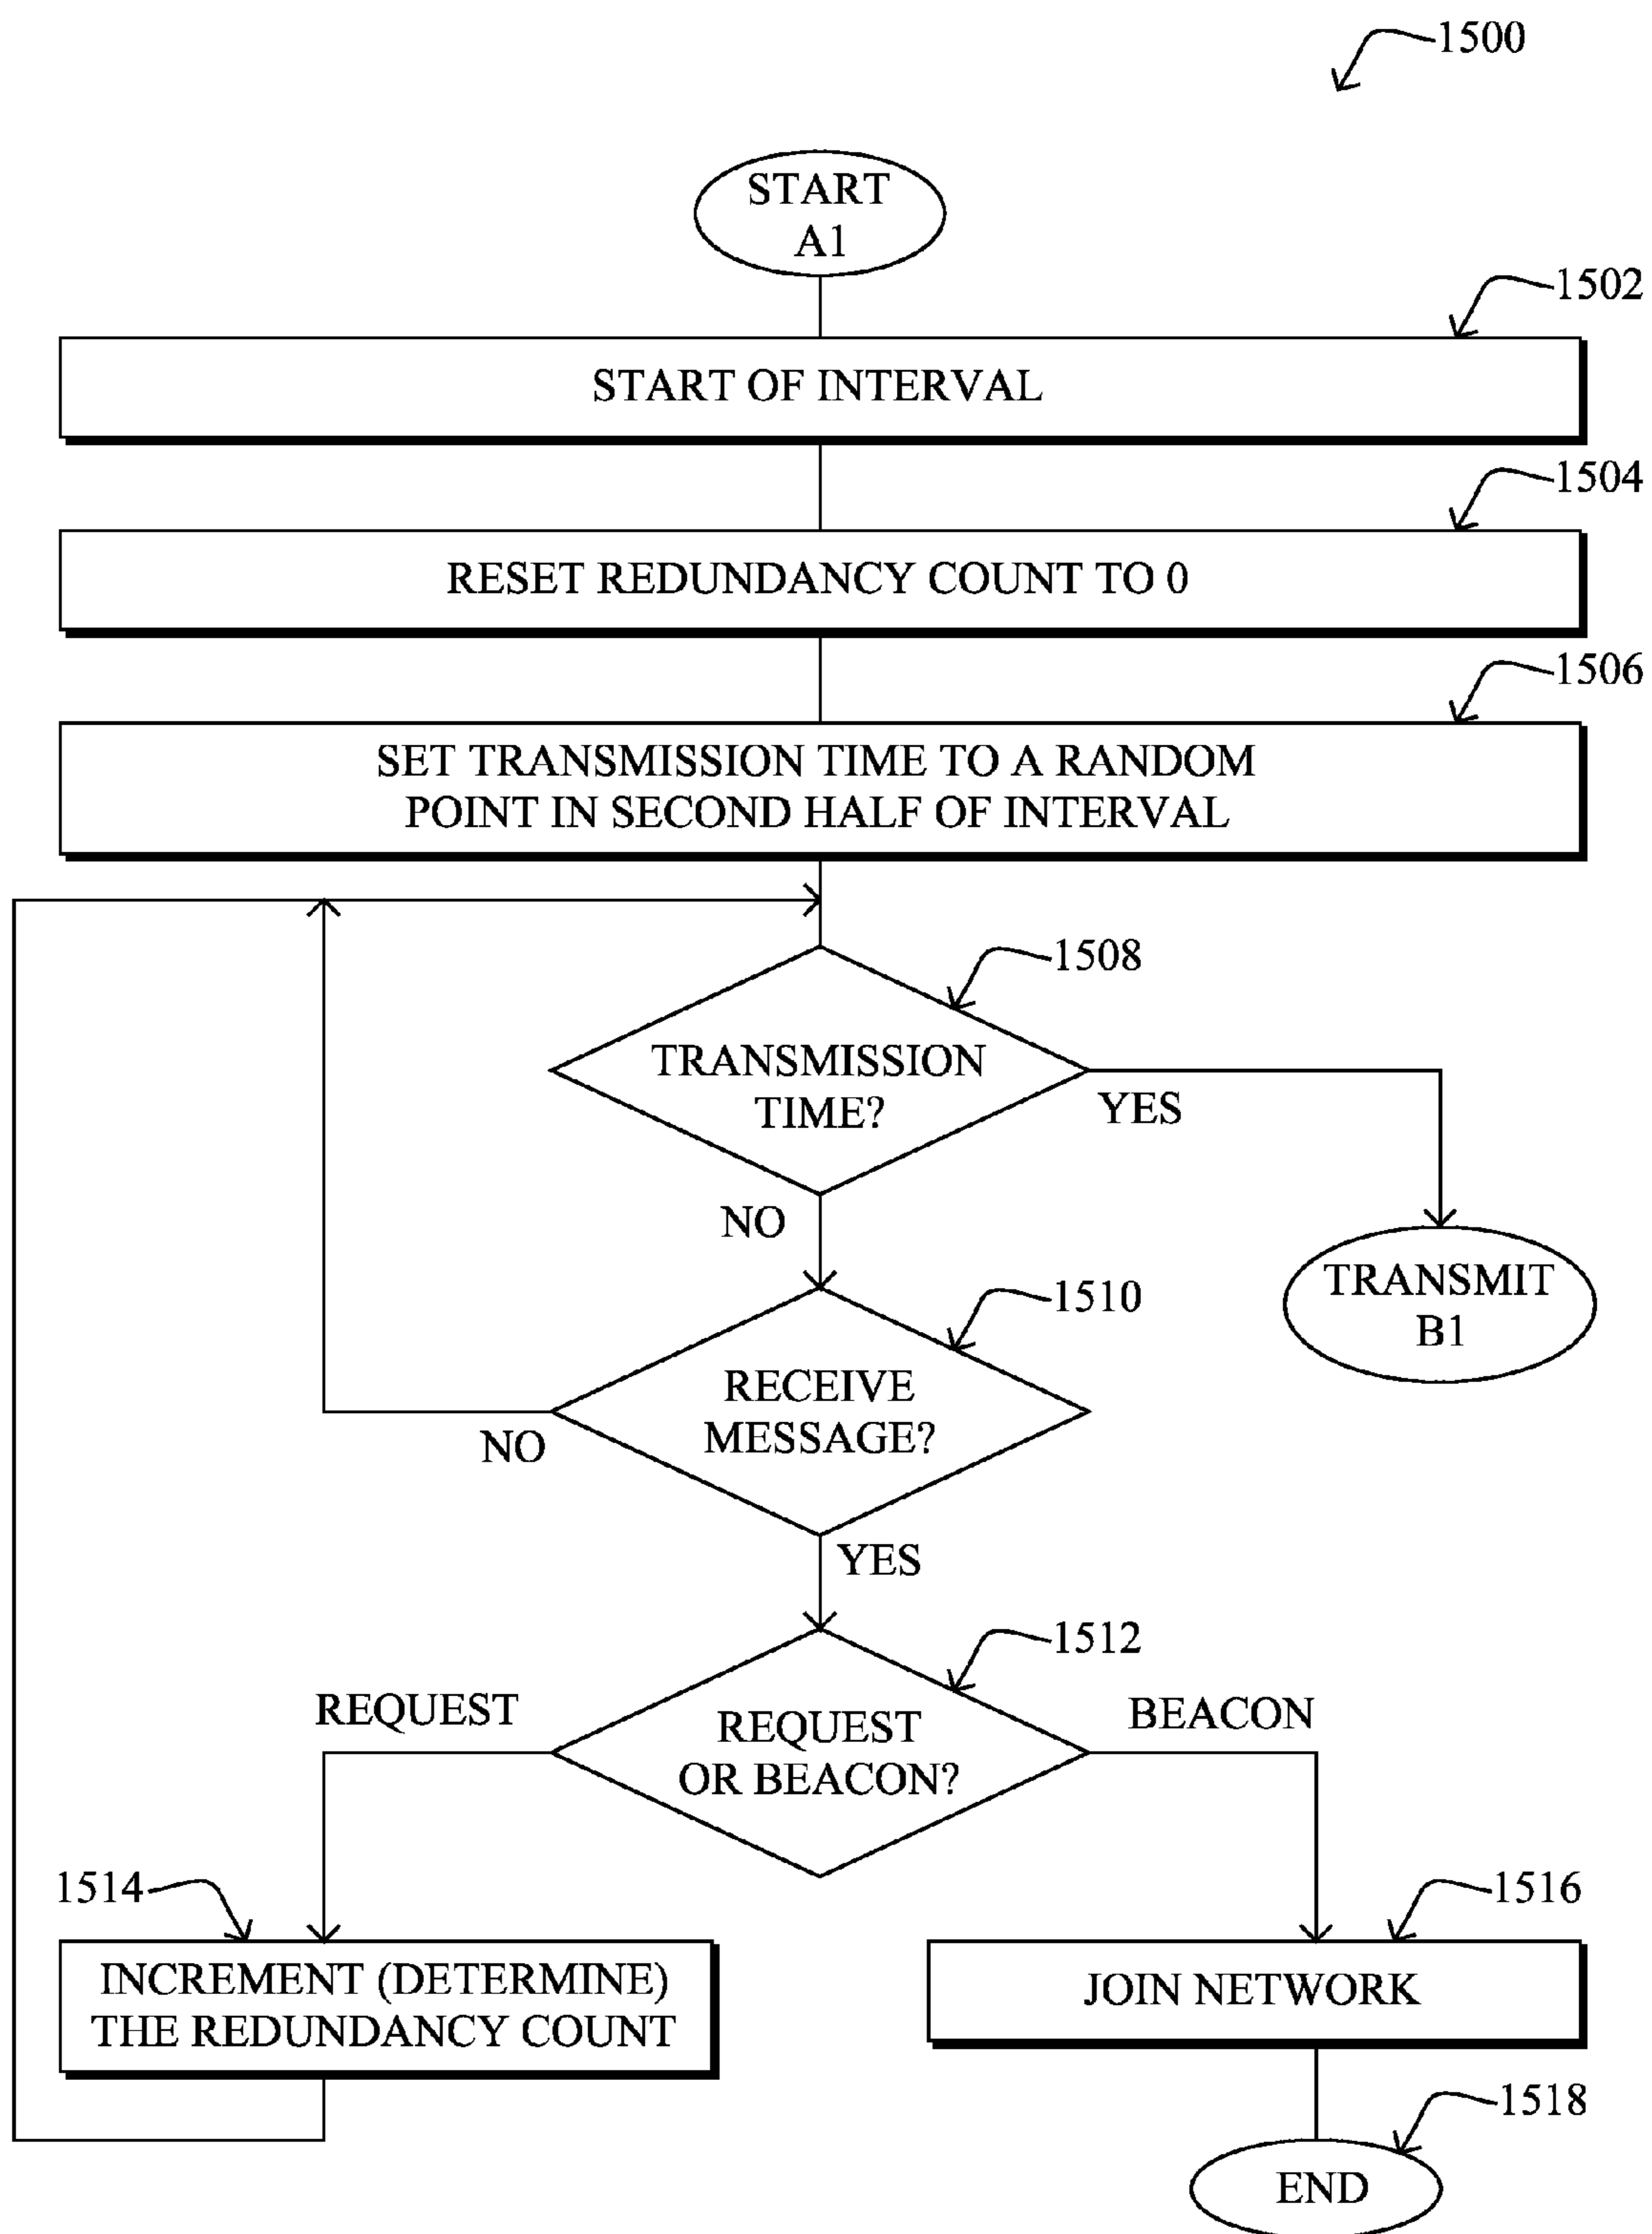 1500
START
A1
1502
START OF INTERVAL
1504
RESET REDUNDANCY COUNT TO 0
1506
SET TRANSMISSION TIME TO A RANDOM
POINT IN SECOND HALF OF INTERVAL
1508
TRANSMISSION
TIME?
YES
NO
TRANSMIT
B1
1510
RECEIVE
MESSAGE?
NO
YES
1512
REQUEST
BEACON
REQUEST
OR BEACON?
1514
1516
INCREMENT (DETERMINE)
THE REDUNDANCY COUNT
JOIN NETWORK
1518
END